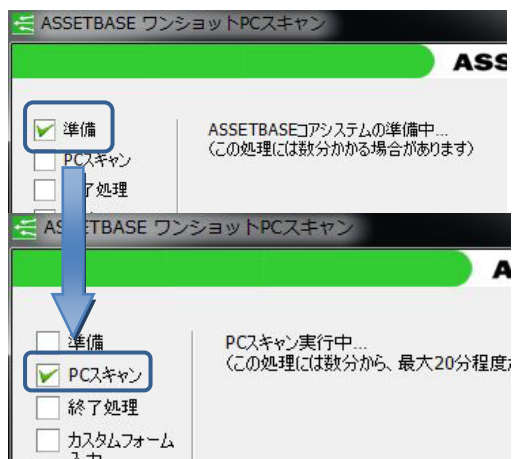 ASSETBASE ワンショットPCスキャン
ASS
準備
ASSETBASEコアシステムの準備中...
(この処理には数分かかる場合があります)
PCスキャン
了処理
AS ETBASE ワンショットPCスキャン
A
準備
PCスキャン実行中...
(この処理には数分から、最大20分程度
PCスキャン
終了処理
カスタムフォーム
入力